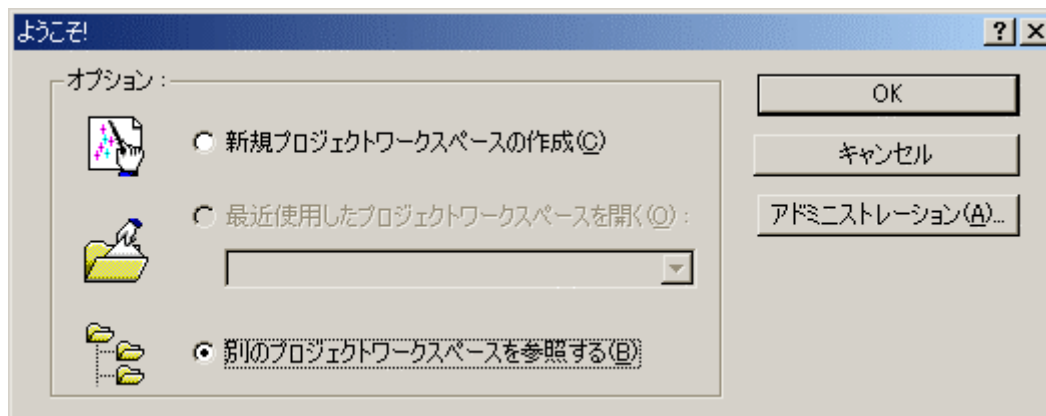 ようこそ!
オプション :
新規プロジェクトワークスペースの作成(C)
最近使用したプロジェクトワークスペースを開く(O) :
別のプロジェクトワークスペースを参照する(B)
OK
キャンセル
アドミニストレーション(A)...